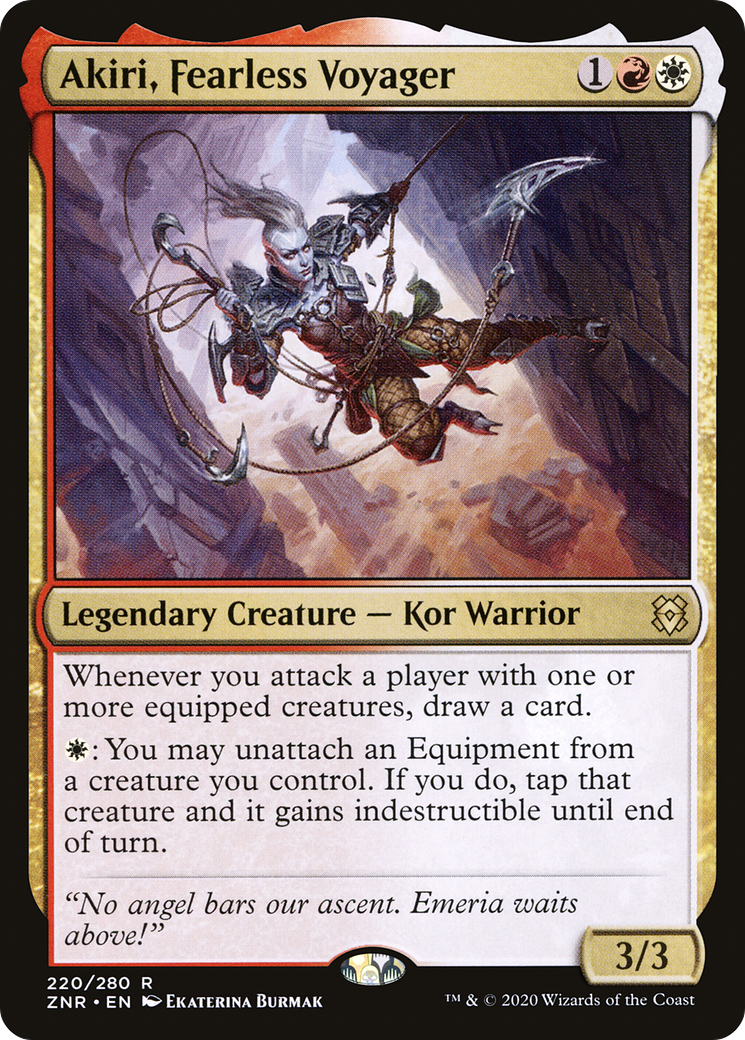 Akiri, Fearless Voyager 1
Legendary Creature — Kor Warrior
Whenever you attack a player with one or
more equipped creatures, draw a card.
: You may unattach an Equipment from
a creature you control. If you do, tap that
creature and it gains indestructible until end
of turn.
“No angel bars our ascent. Emeria waits
above!”
3/3
220/280 R
ZNR • EN Ekaterina Burmak
™ & © 2020 Wizards of the Coast